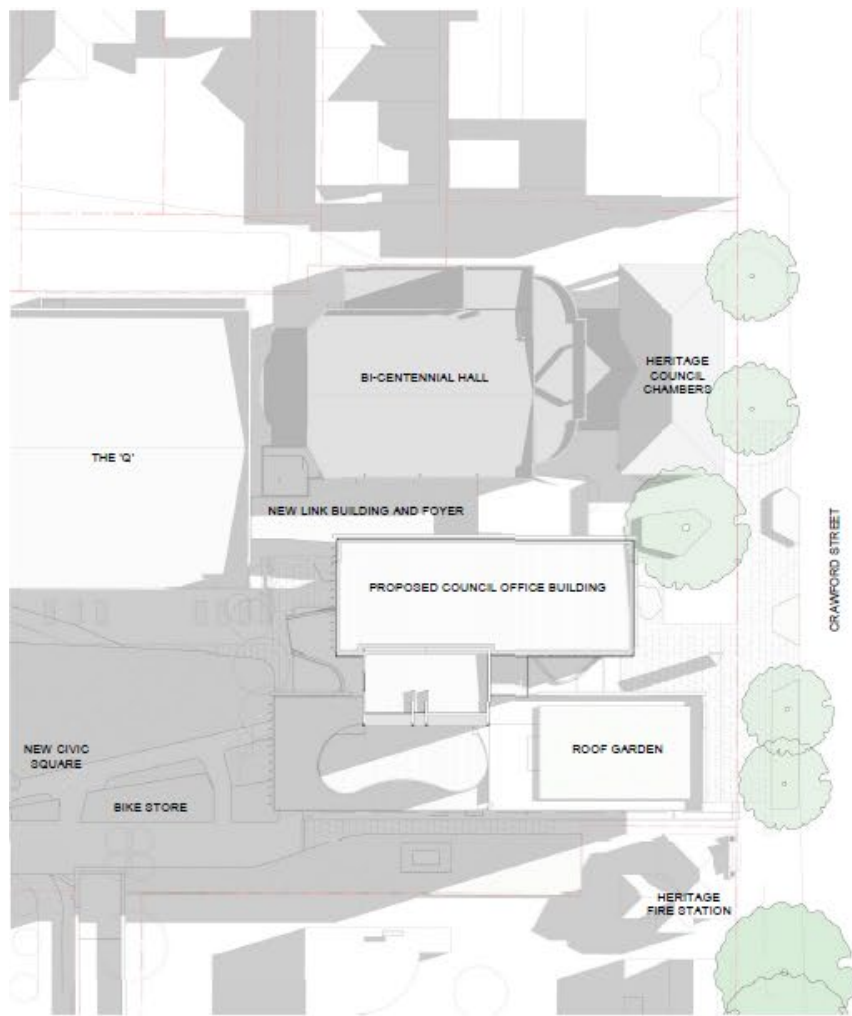 HERITAGE
COUNCIL
CHAMBERS
BI-CENTENNIAL HALL
THE 'Q'
NEW LINK BUILDING AND FOYER
CRAWFORD STREET
PROPOSED COUNCIL OFFICE BUILDING
NEW CIVIC
SQUARE
ROOF GARDEN
BIKE STORE
HERITAGE
FIRE STATION